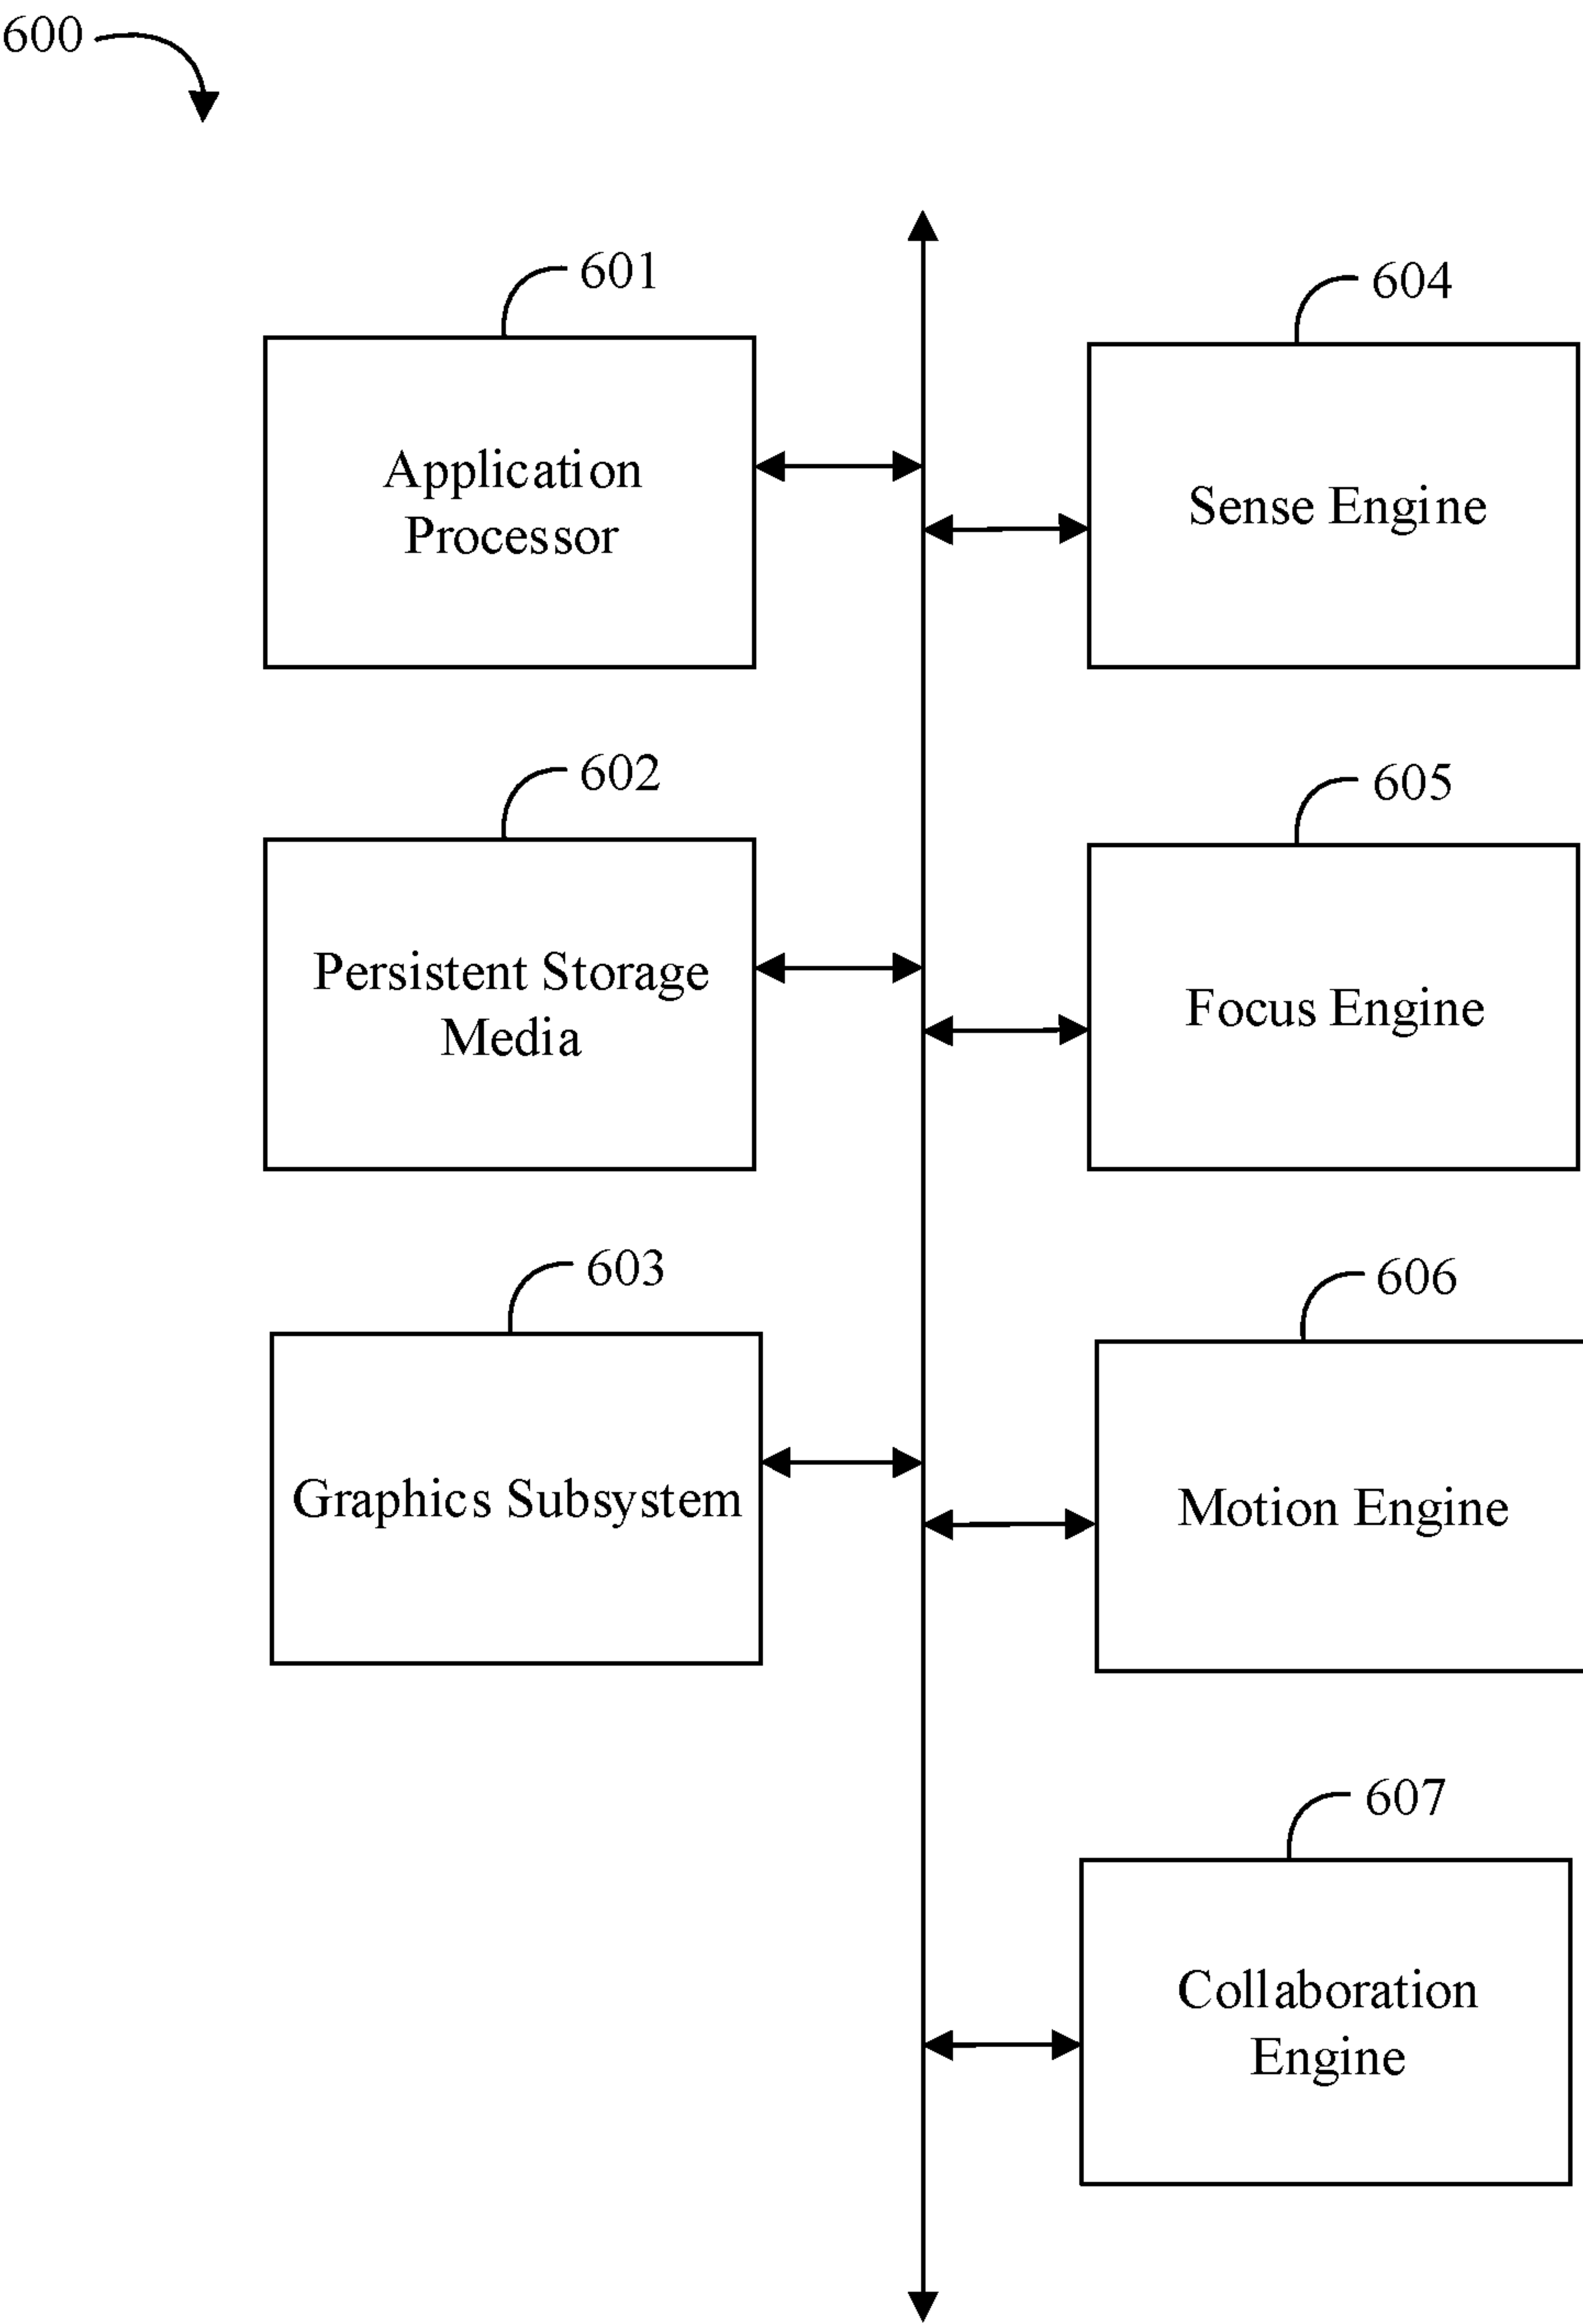 600
601
Application
Processor
604
Sense Engine
602
Persistent Storage
Media
605
Focus Engine
603
Graphics Subsystem
606
Motion Engine
607
Collaboration
Engine